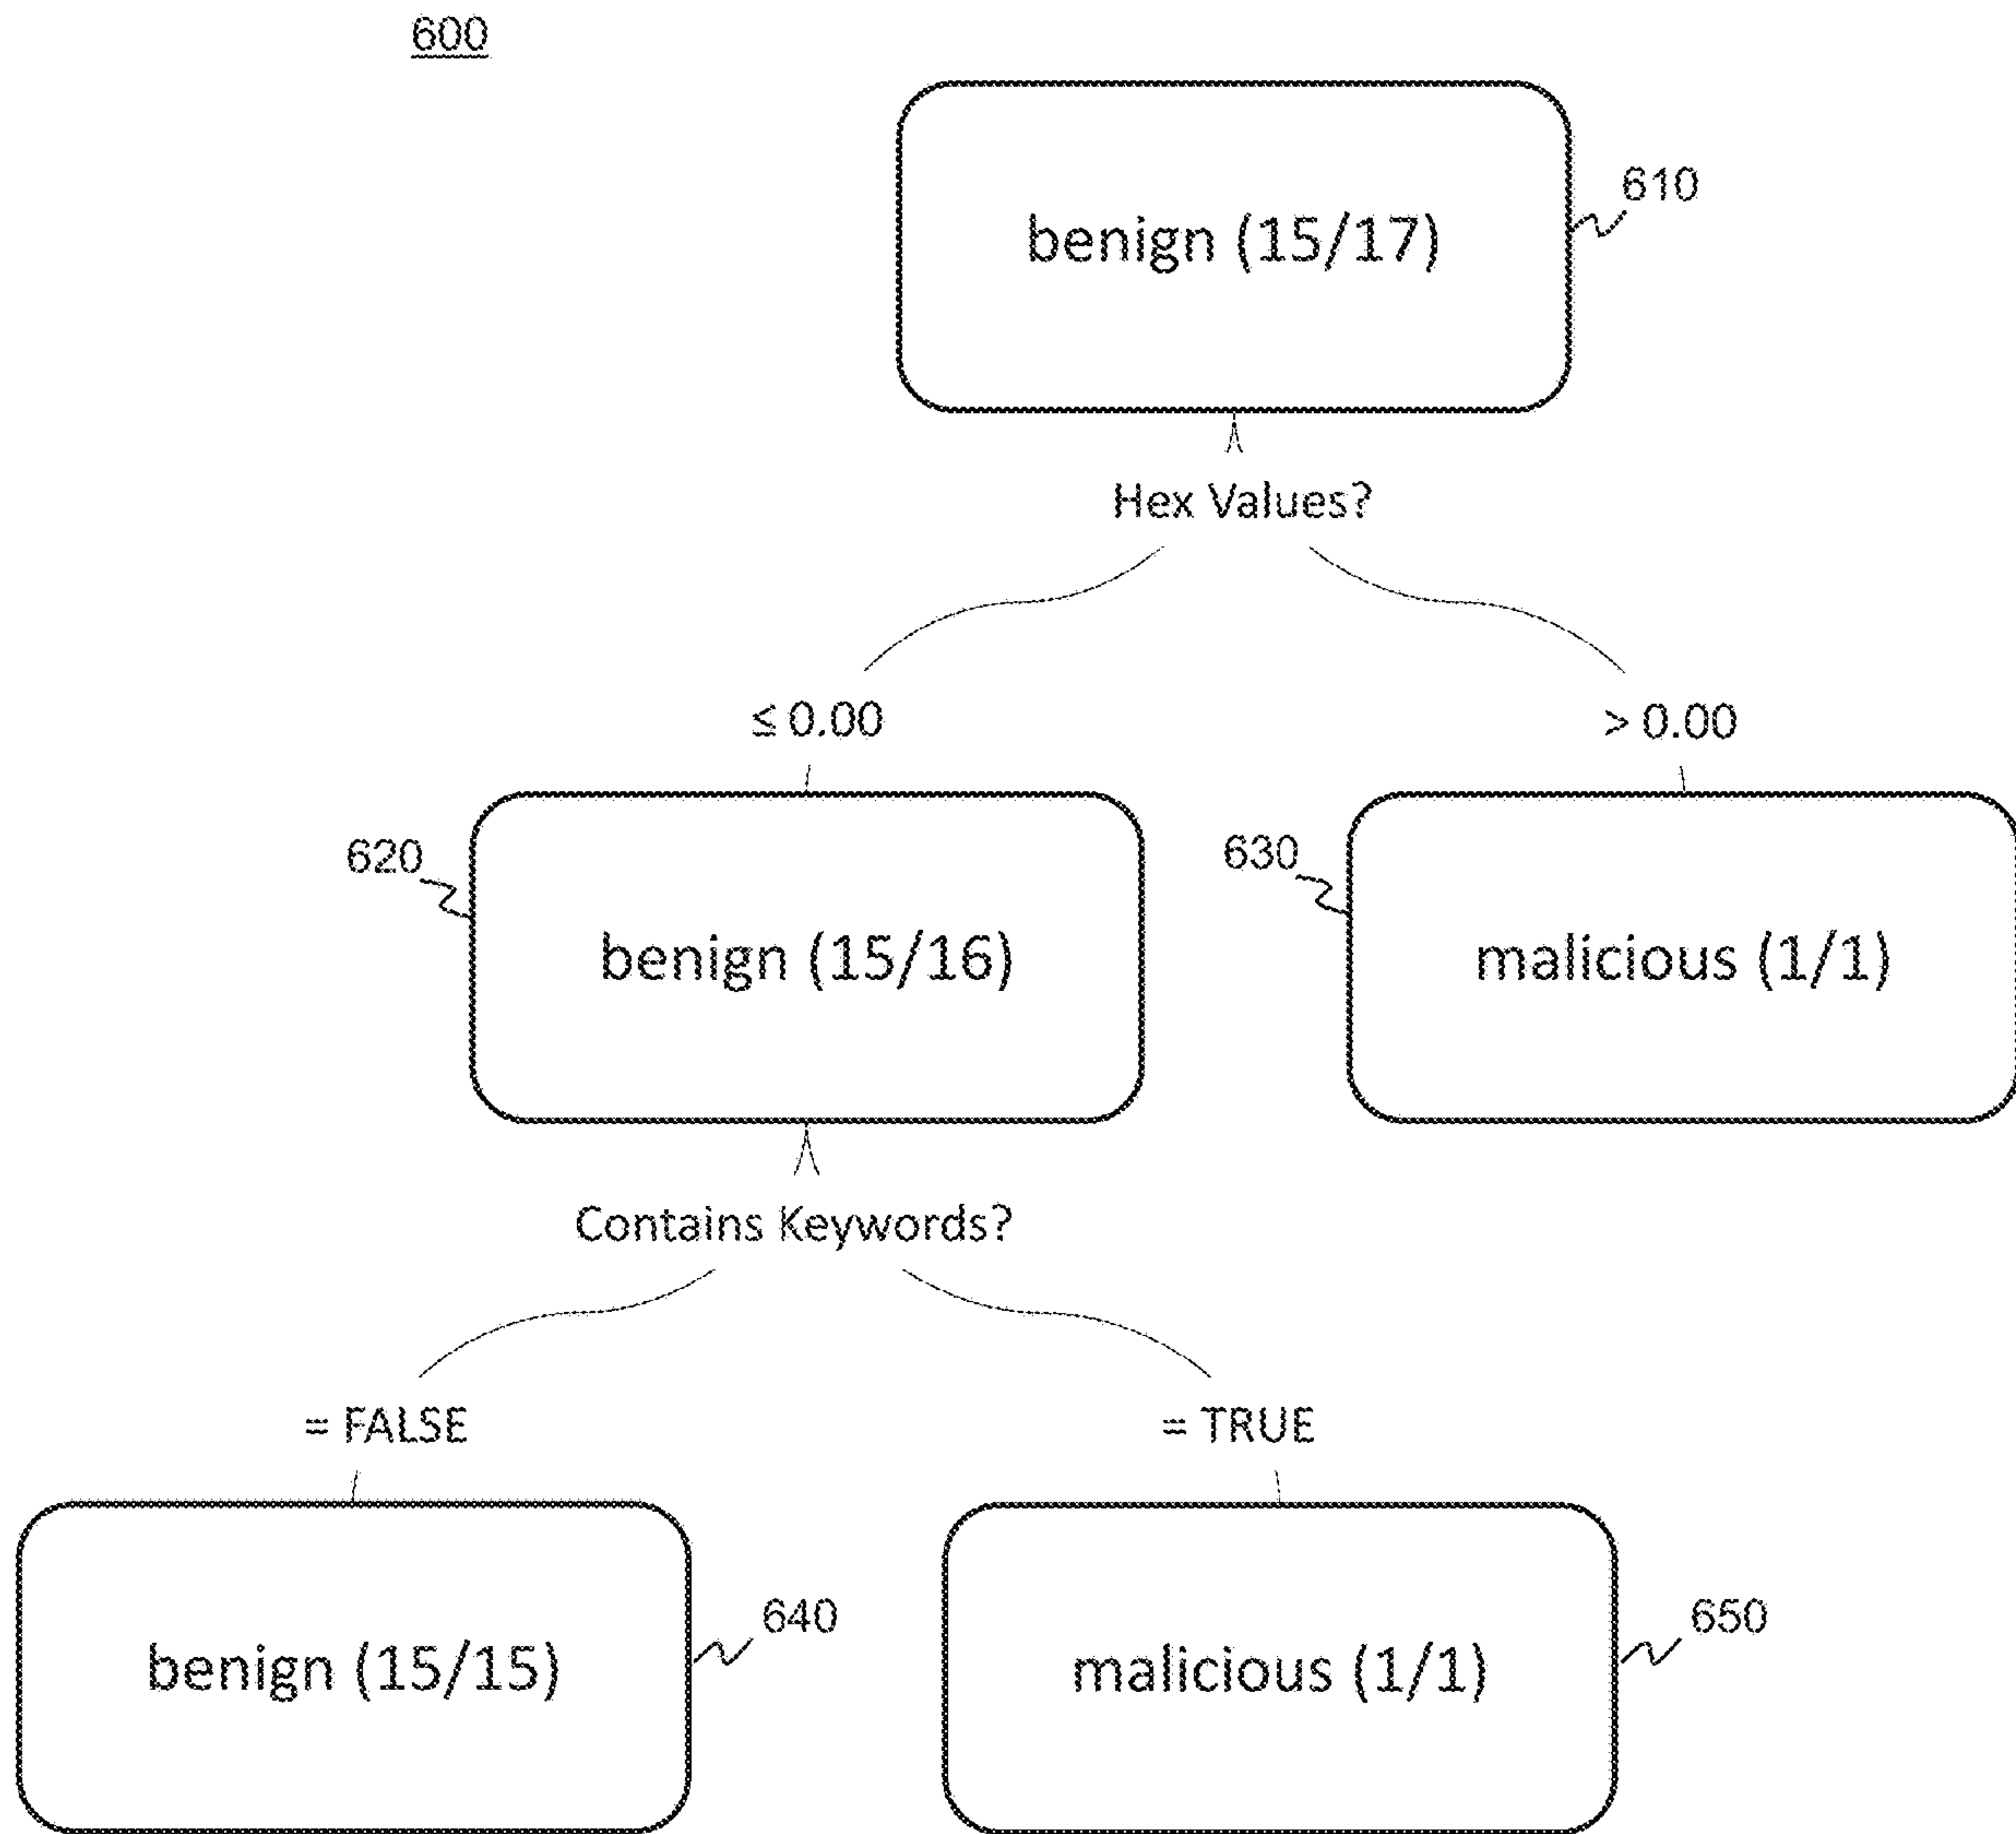 600
benign (15/17)
610
Hex Values?
≤ 0.00
> 0.00
620
630
benign (15/16)
malicious (1/1)
Contains Keywords?
= FALSE
= TRUE
640
650
benign (15/15)
malicious (1/1)